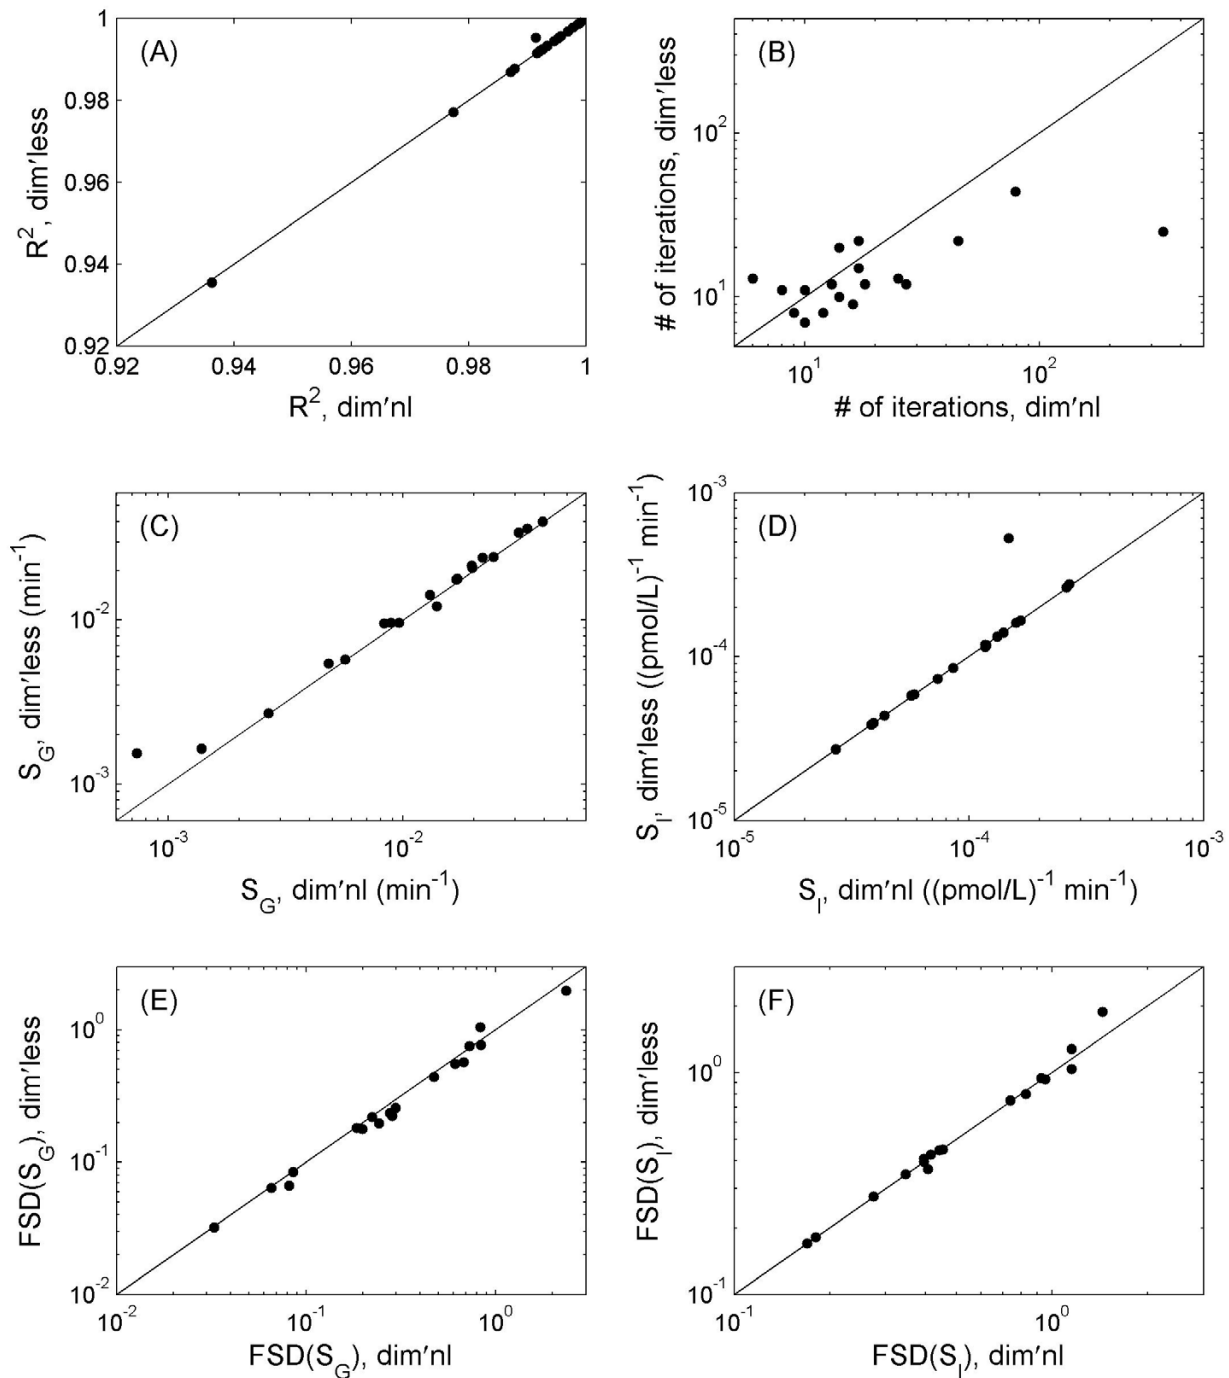 (A)
1
0.98
0.96
0.94
0.92
R², dim′less
0.92 0.94 0.96 0.98 1
R², dim′nl
(B)
10²
10¹
# of iterations, dim′less
10¹ 10²
# of iterations, dim′nl
(C)
10⁻²
10⁻³
S_G, dim′less (min⁻¹)
10⁻³ 10⁻²
S_G, dim′nl (min⁻¹)
(D)
10⁻³
10⁻⁴
10⁻⁵
S_I, dim′less ((pmol/L)⁻¹ min⁻¹)
10⁻⁵ 10⁻⁴ 10⁻³
S_I, dim′nl ((pmol/L)⁻¹ min⁻¹)
(E)
10⁰
10⁻¹
10⁻²
FSD(S_G), dim′less
10⁻² 10⁻¹ 10⁰
FSD(S_G), dim′nl
(F)
10⁰
10⁻¹
FSD(S_I), dim′less
10⁻¹ 10⁰
FSD(S_I), dim′nl